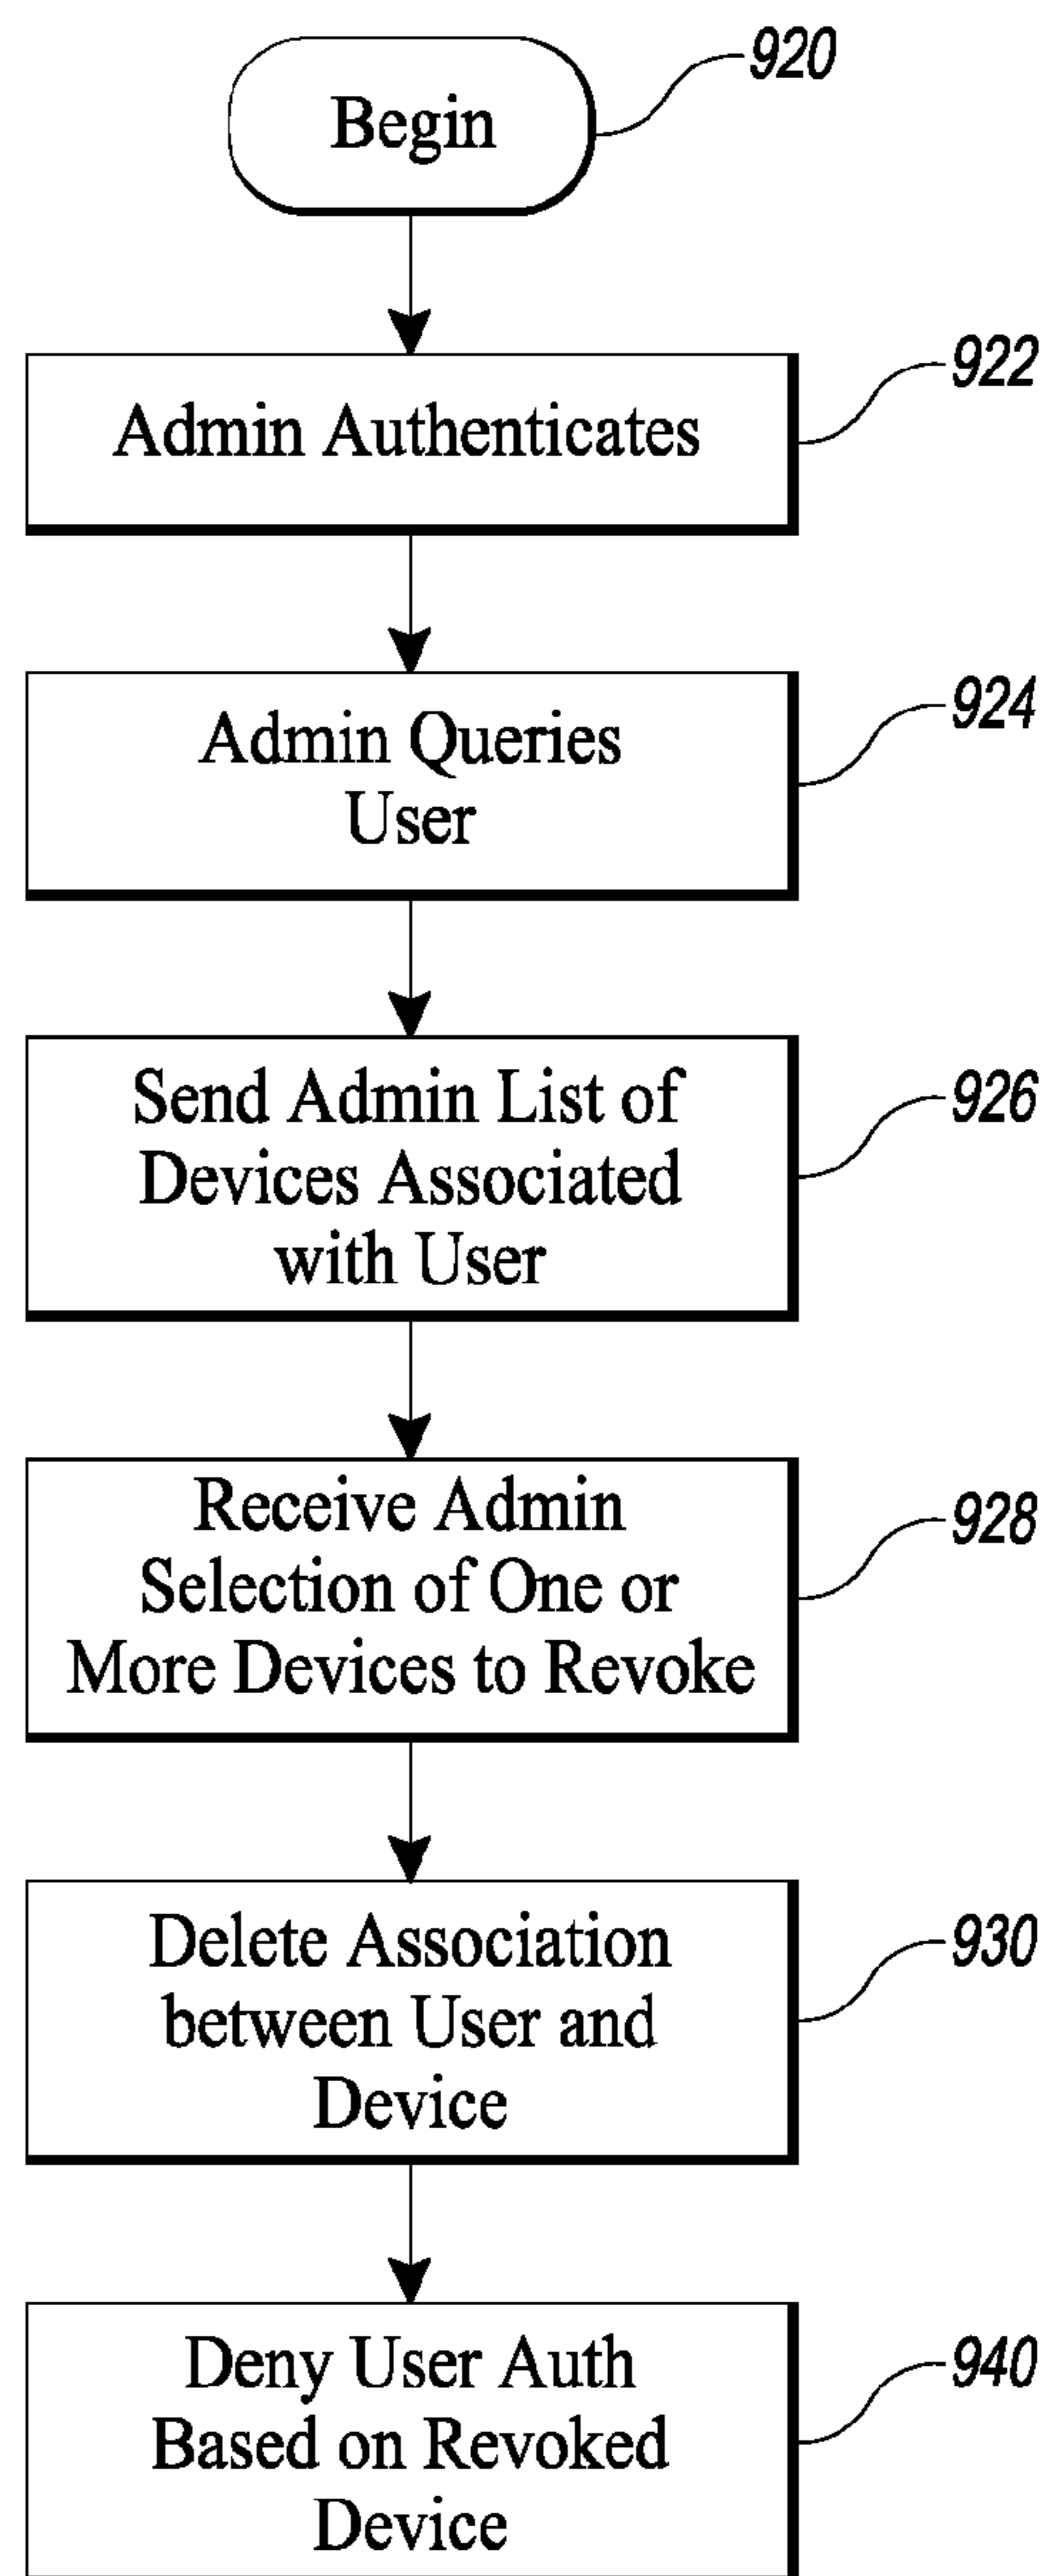 920
Begin
922
Admin Authenticates
924
Admin Queries
User
926
Send Admin List of
Devices Associated
with User
928
Receive Admin
Selection of One or
More Devices to Revoke
930
Delete Association
between User and
Device
940
Deny User Auth
Based on Revoked
Device